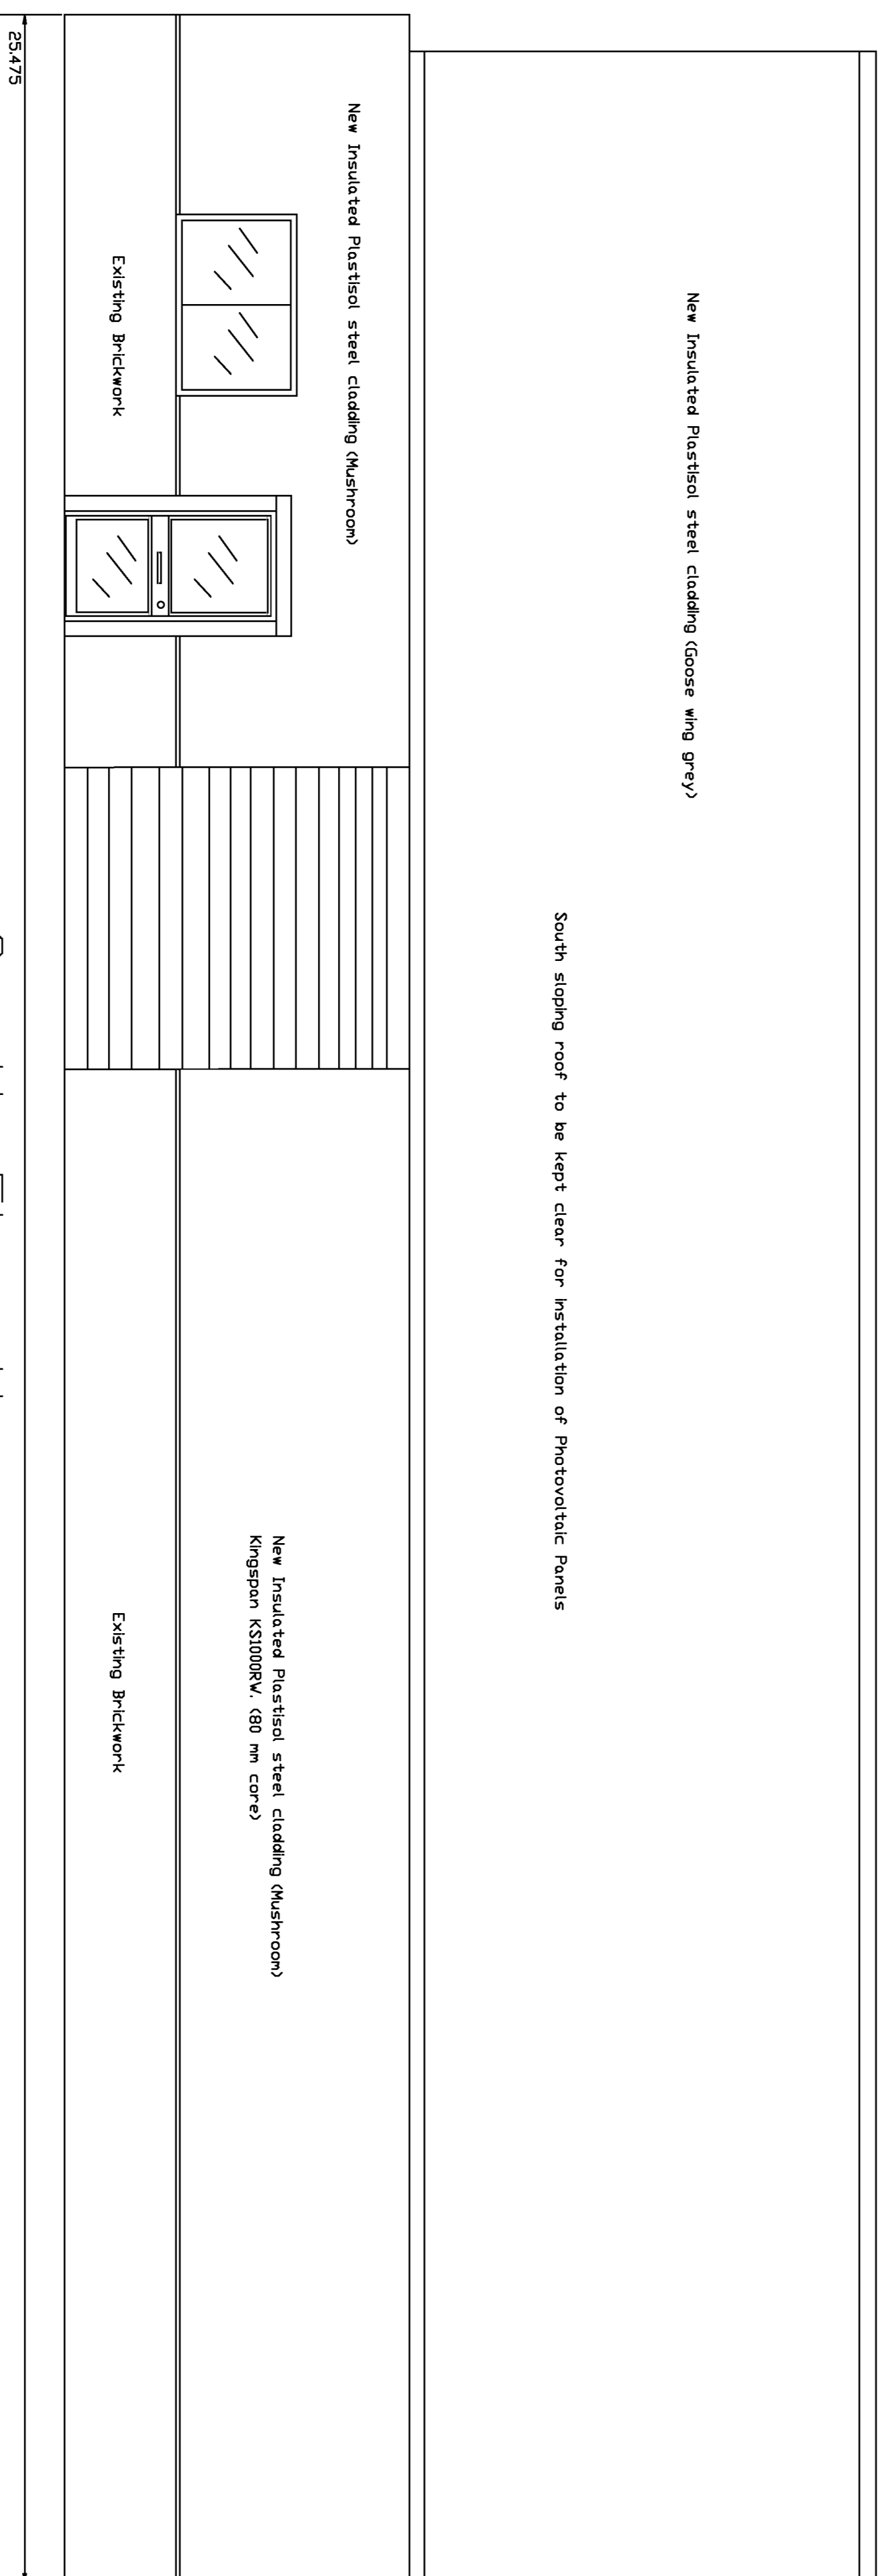 New Insulated Plastisol steel cladding (Goose wing grey)
South sloping roof to be kept clear for installation of Photovoltaic Panels
New Insulated Plastisol steel cladding (Mushroom)
New Insulated Plastisol steel cladding (Mushroom)
Kingspan KS1000RW. (80 mm core)
Existing Brickwork
Existing Brickwork
25.475